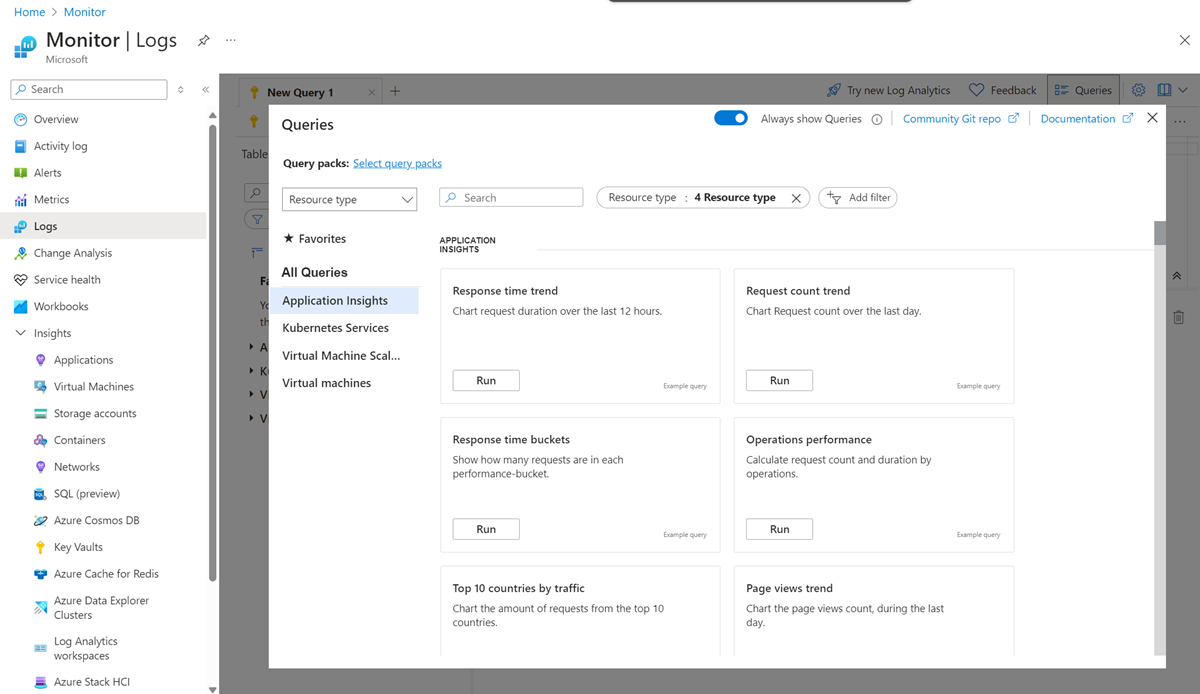 Home > Monitor
Monitor | Logs
...
Microsoft
Search
Overview
Activity log
Alerts
Metrics
Logs
Change Analysis
Service health
Workbooks
Insights
Applications
Virtual Machines
Storage accounts
Containers
Networks
SQL (preview)
Azure Cosmos DB
Key Vaults
Azure Cache for Redis
Azure Data Explorer
Clusters
Log Analytics
workspaces
Azure Stack HCI
New Query 1
Try new Log Analytics
Feedback
Queries
Table
Queries
Always show Queries
Community Git repo
Documentation
Query packs: Select query packs
Resource type
Search
Resource type : 4 Resource type
Add filter
Favorites
All Queries
Application Insights
Kubernetes Services
Virtual Machine Scal...
Virtual machines
APPLICATION
INSIGHTS
Response time trend
Chart request duration over the last 12 hours.
Run
Example query
Request count trend
Chart Request count over the last day.
Run
Example query
Response time buckets
Show how many requests are in each
performance-bucket.
Run
Example query
Operations performance
Calculate request count and duration by
operations.
Run
Example query
Top 10 countries by traffic
Chart the amount of requests from the top 10
countries.
Page views trend
Chart the page views count, during the last
day.